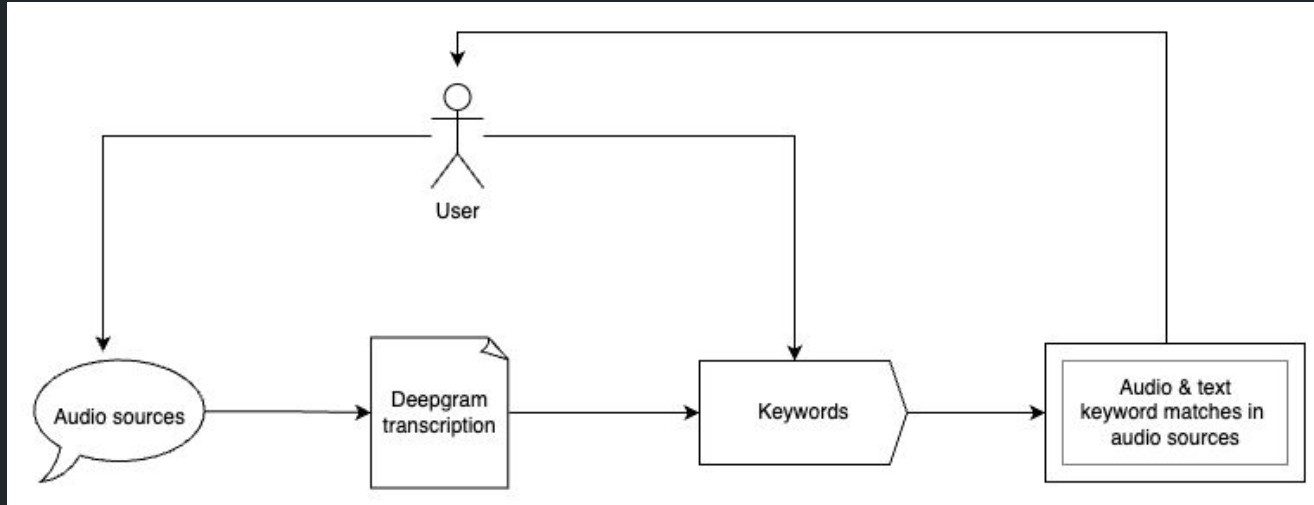 User
Audio sources
Deepgram
transcription
Keywords
Audio & text
keyword matches in
audio sources